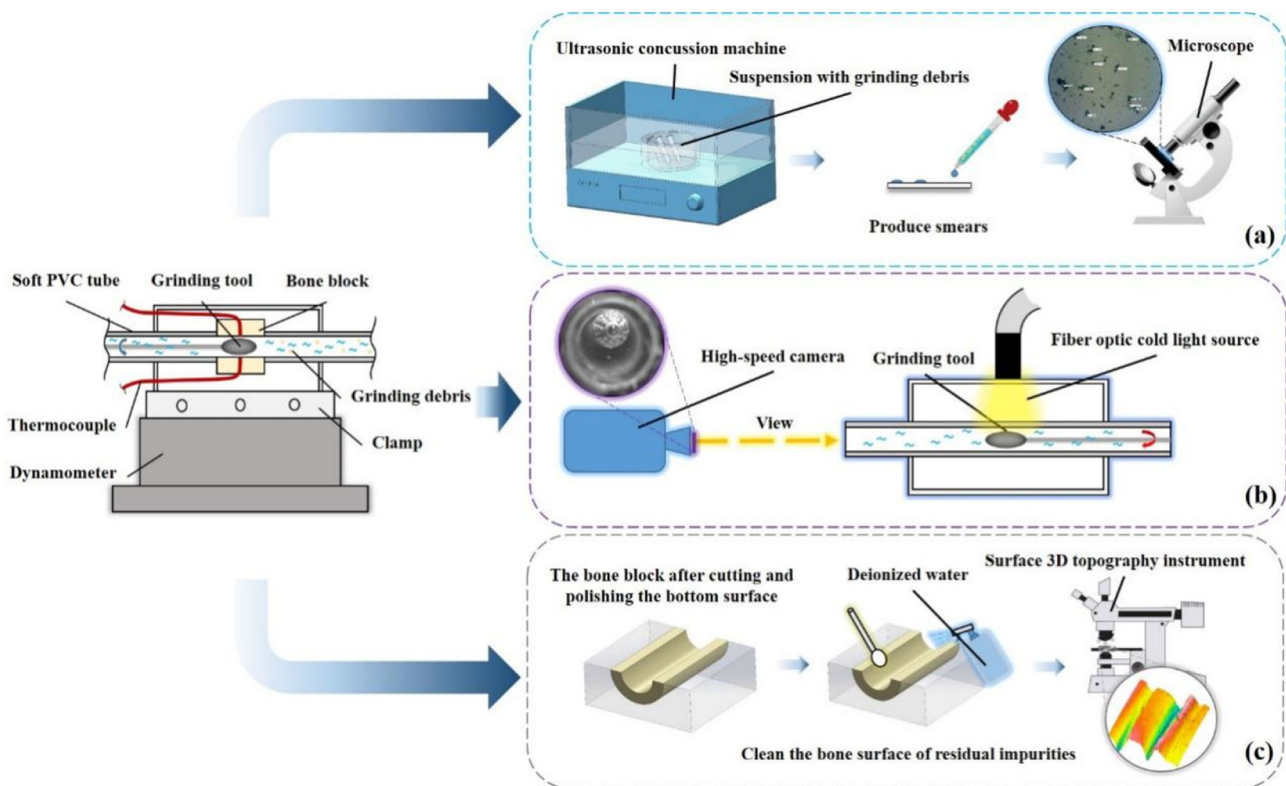 Soft PVC tube
Grinding tool
Bone block
Grinding debris
Thermocouple
Clamp
Dynamometer
Ultrasonic concussion machine
Suspension with grinding debris
Microscope
Produce smears
(a)
High-speed camera
View
Grinding tool
Fiber optic cold light source
(b)
The bone block after cutting and
polishing the bottom surface
Deionized water
Surface 3D topography instrument
Clean the bone surface of residual impurities
(c)